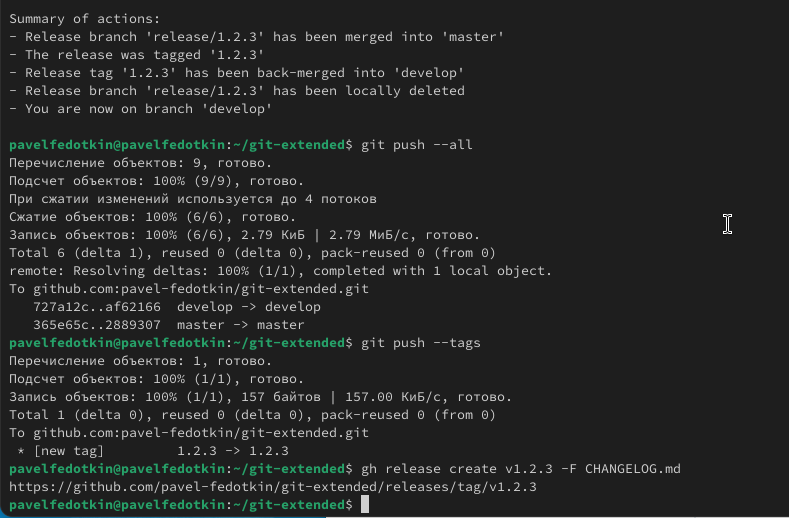 Summary of actions:
- Release branch 'release/1.2.3' has been merged into 'master'
- The release was tagged '1.2.3'
- Release tag '1.2.3' has been back-merged into 'develop'
- Release branch 'release/1.2.3' has been locally deleted
- You are now on branch 'develop'
pavelfedotkin@pavelfedotkin:~/git-extended$ git push --all
Перечисление объектов: 9, готово.
Подсчет объектов: 100% (9/9), готово.
При сжатии изменений используется до 4 потоков
Сжатие объектов: 100% (6/6), готово.
Запись объектов: 100% (6/6), 2.79 КиБ | 2.79 МиБ/с, готово.
Total 6 (delta 1), reused 0 (delta 0), pack-reused 0 (from 0)
remote: Resolving deltas: 100% (1/1), completed with 1 local object.
To github.com:pavel-fedotkin/git-extended.git
   727a12c..af62166  develop -> develop
   365e65c..2889307  master -> master
pavelfedotkin@pavelfedotkin:~/git-extended$ git push --tags
Перечисление объектов: 1, готово.
Подсчет объектов: 100% (1/1), готово.
Запись объектов: 100% (1/1), 157 байтов | 157.00 КиБ/с, готово.
Total 1 (delta 0), reused 0 (delta 0), pack-reused 0 (from 0)
To github.com:pavel-fedotkin/git-extended.git
 * [new tag]         1.2.3 -> 1.2.3
pavelfedotkin@pavelfedotkin:~/git-extended$ gh release create v1.2.3 -F CHANGELOG.md
https://github.com/pavel-fedotkin/git-extended/releases/tag/v1.2.3
pavelfedotkin@pavelfedotkin:~/git-extended$